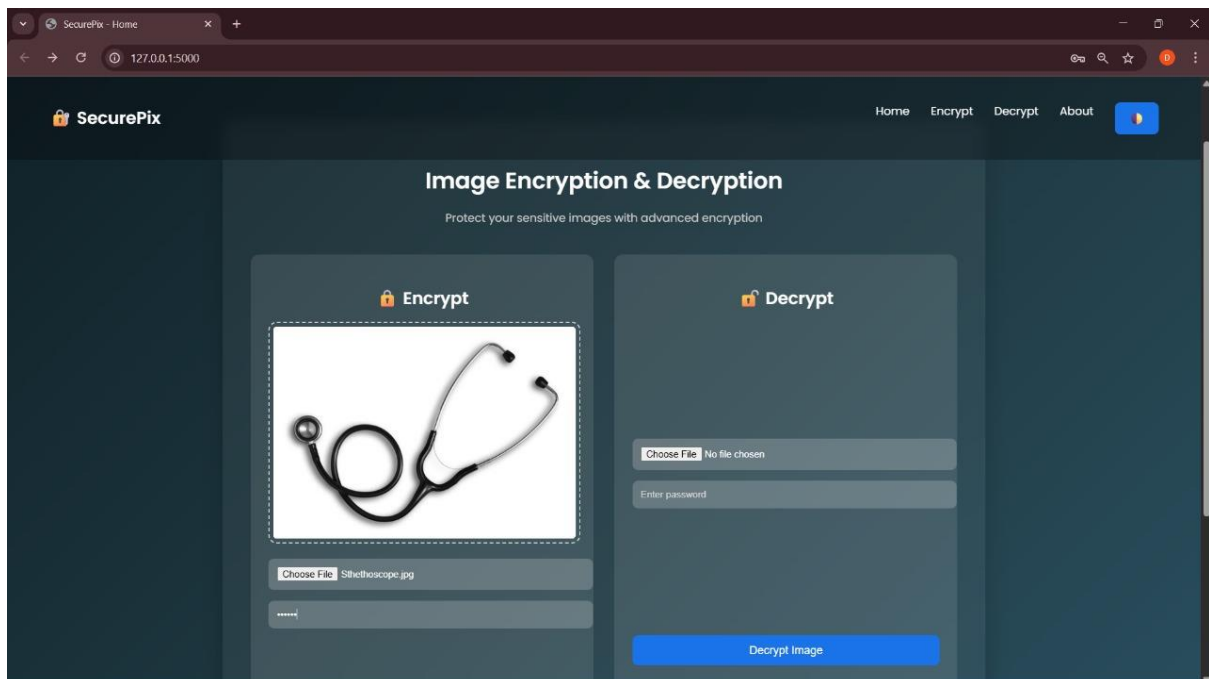 SecurePix - Home
127.0.0.1:5000
D
SecurePix
Home Encrypt Decrypt About
Image Encryption & Decryption
Protect your sensitive images with advanced encryption
Encrypt
Choose File Sthethoscope.jpg
••••••
Decrypt
Choose File No file chosen
Enter password
Decrypt Image